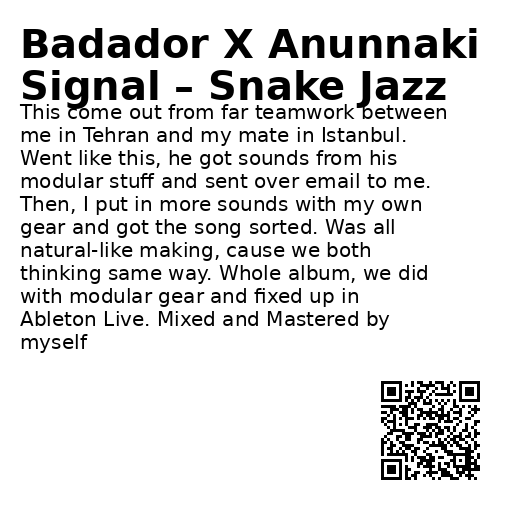 Badador X Anunnaki
Signal – Snake Jazz
This come out from far teamwork between
me in Tehran and my mate in Istanbul.
Went like this, he got sounds from his
modular stuff and sent over email to me.
Then, I put in more sounds with my own
gear and got the song sorted. Was all
natural-like making, cause we both
thinking same way. Whole album, we did
with modular gear and fixed up in
Ableton Live. Mixed and Mastered by
myself